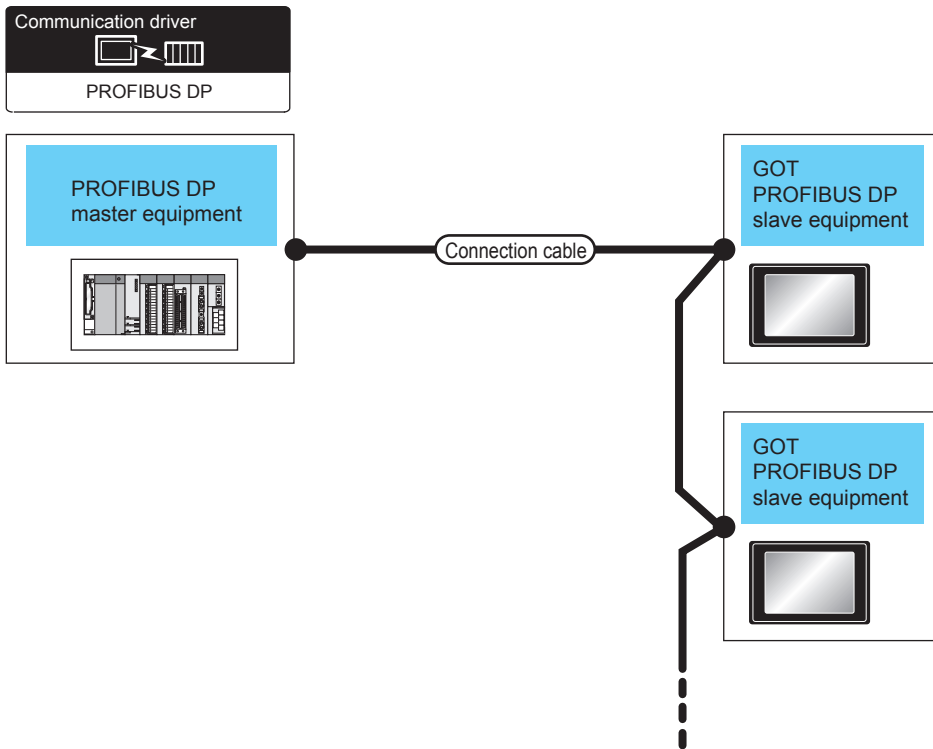 Communication driver
PROFIBUS DP
PROFIBUS DP
master equipment
Connection cable
GOT
PROFIBUS DP
slave equipment
GOT
PROFIBUS DP
slave equipment